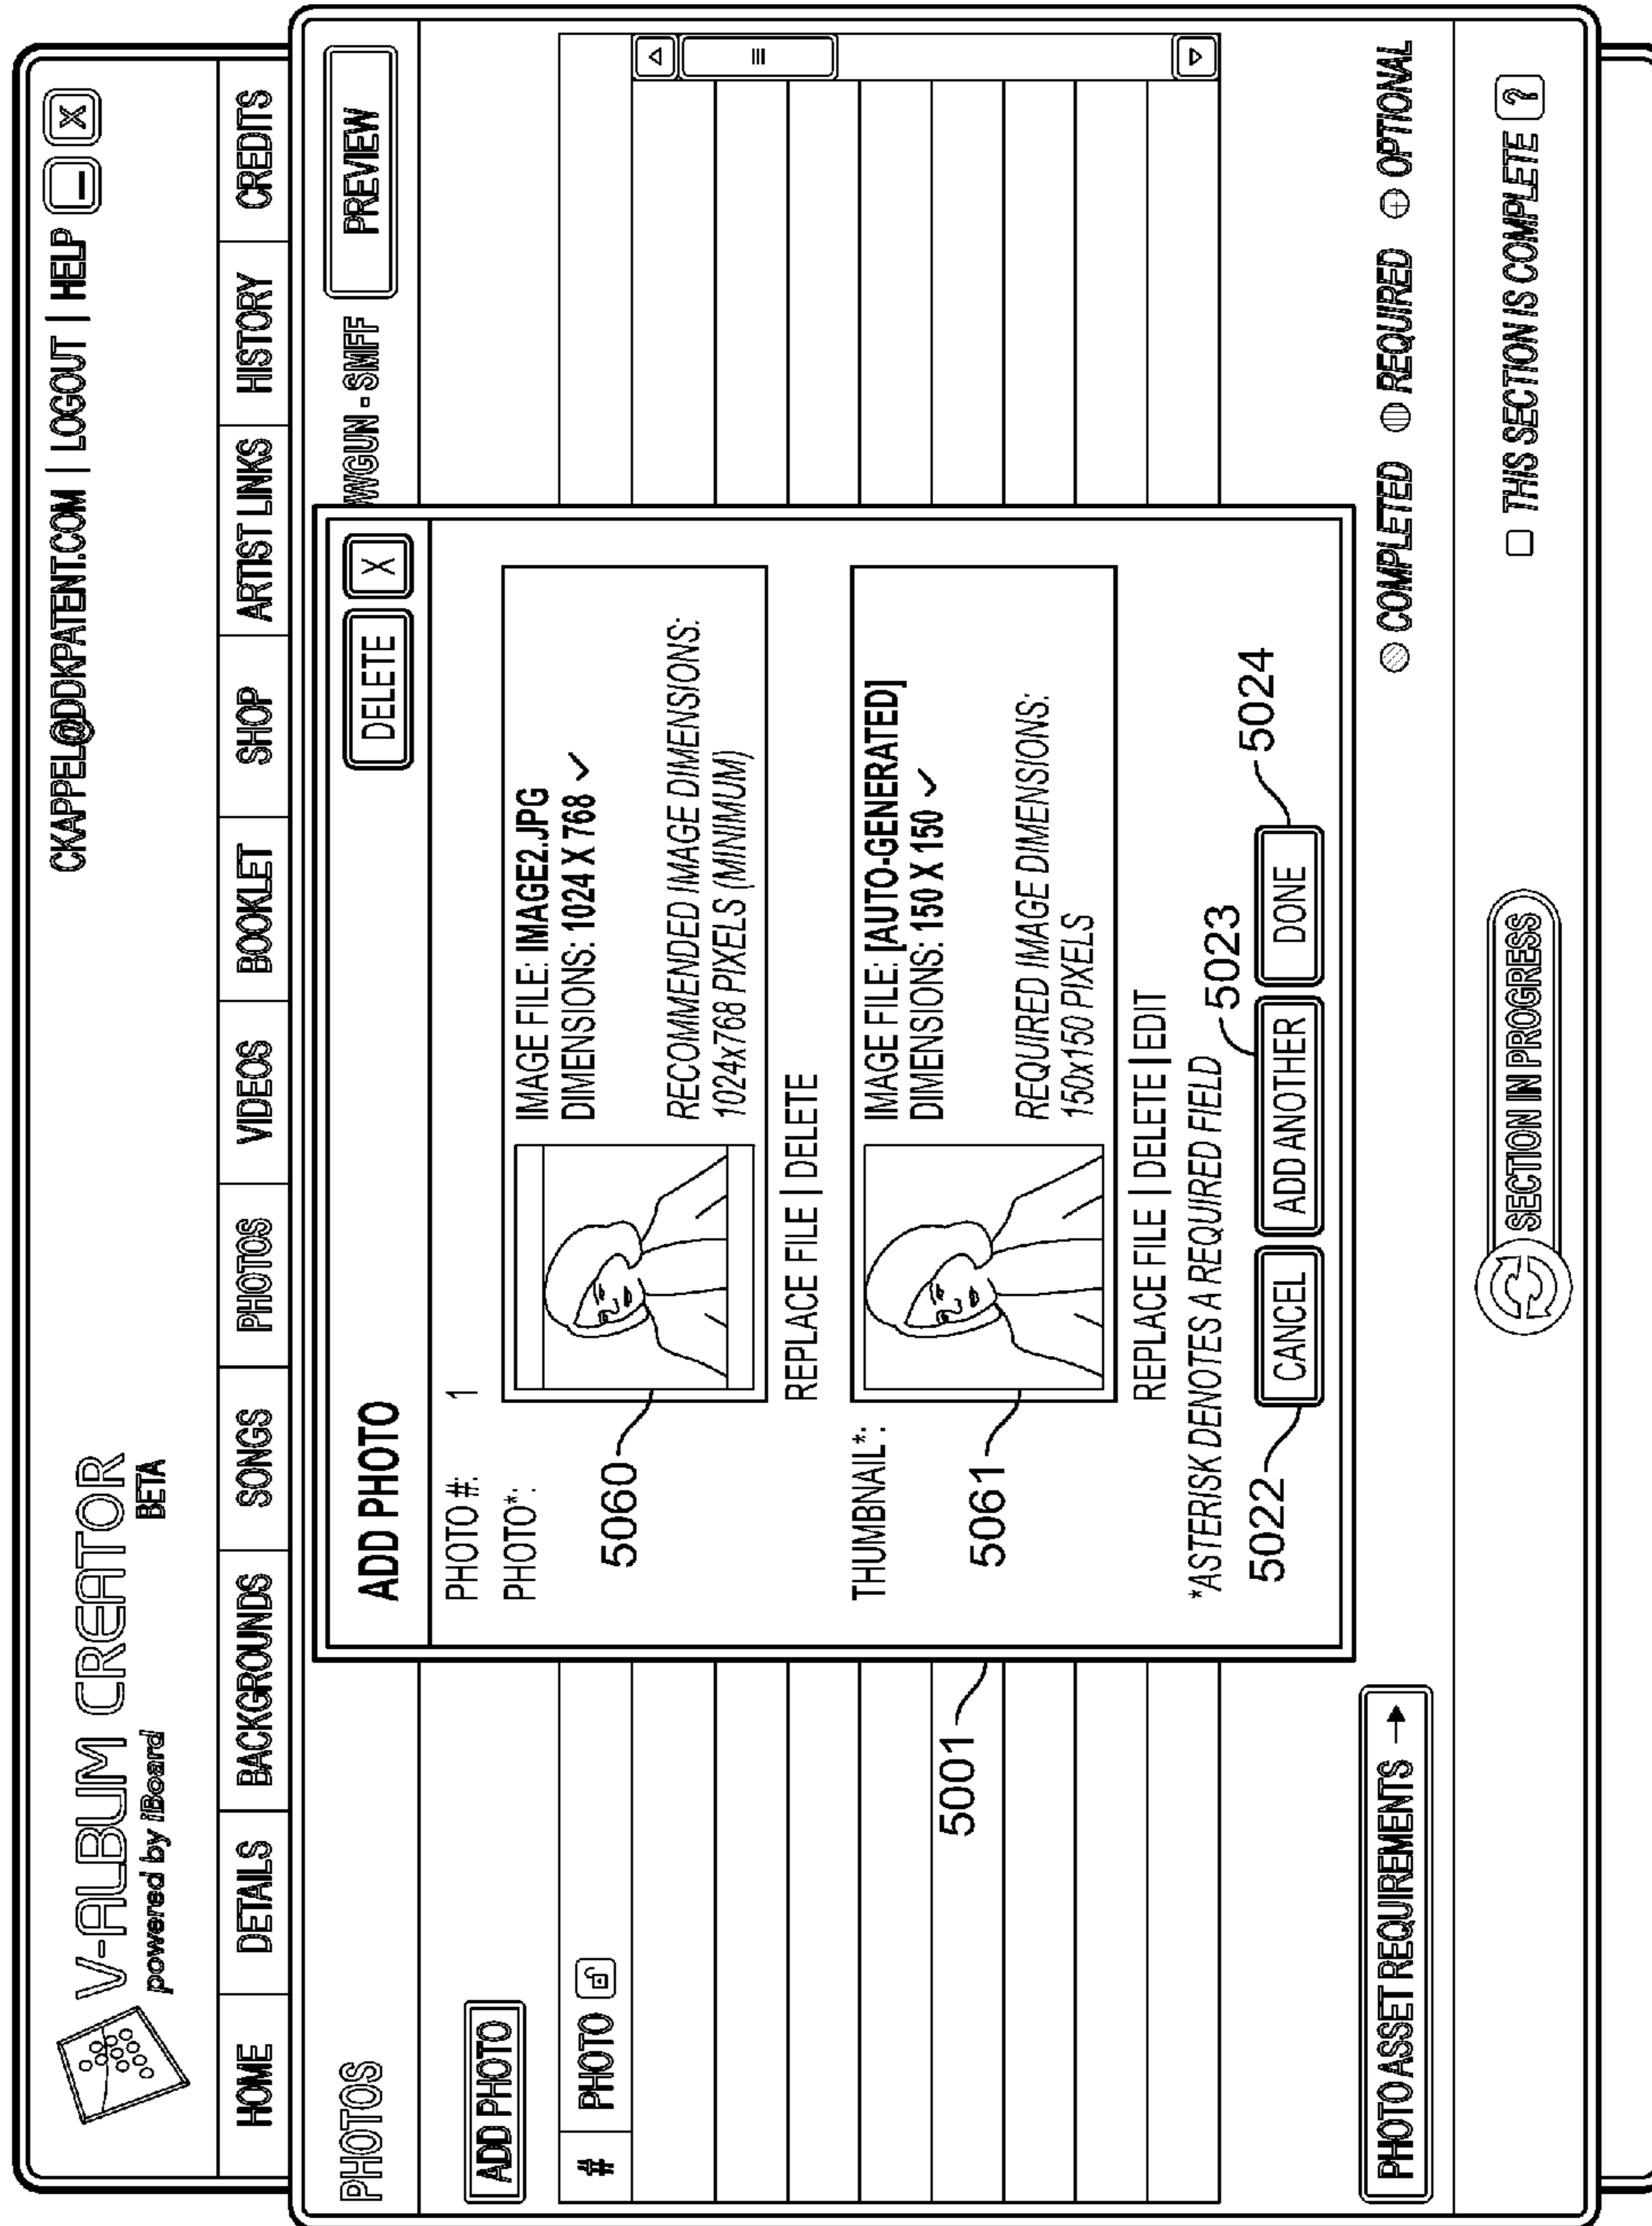 V-ALBUM CREATOR
powered by iBoard BETA
CKAPPEL@DDKPATENT.COM | LOGOUT | HELP – X
HOME DETAILS BACKGROUNDS SONGS PHOTOS VIDEOS BOOKLET SHOP ARTIST LINKS HISTORY CREDITS
PHOTOS
WGUN - SMFF PREVIEW
ADD PHOTO
# PHOTO
ADD PHOTO DELETE X
PHOTO #: 1
PHOTO*:
IMAGE FILE: IMAGE2.JPG
DIMENSIONS: 1024 X 768 ✓
RECOMMENDED IMAGE DIMENSIONS:
1024x768 PIXELS (MINIMUM)
5060
REPLACE FILE | DELETE
THUMBNAIL*:
IMAGE FILE: [AUTO-GENERATED]
DIMENSIONS: 150 X 150 ✓
REQUIRED IMAGE DIMENSIONS:
150x150 PIXELS
5061
REPLACE FILE | DELETE | EDIT
*ASTERISK DENOTES A REQUIRED FIELD
5022 5023 5024
CANCEL ADD ANOTHER DONE
5001
PHOTO ASSET REQUIREMENTS →
COMPLETED REQUIRED OPTIONAL
SECTION IN PROGRESS
THIS SECTION IS COMPLETE ?